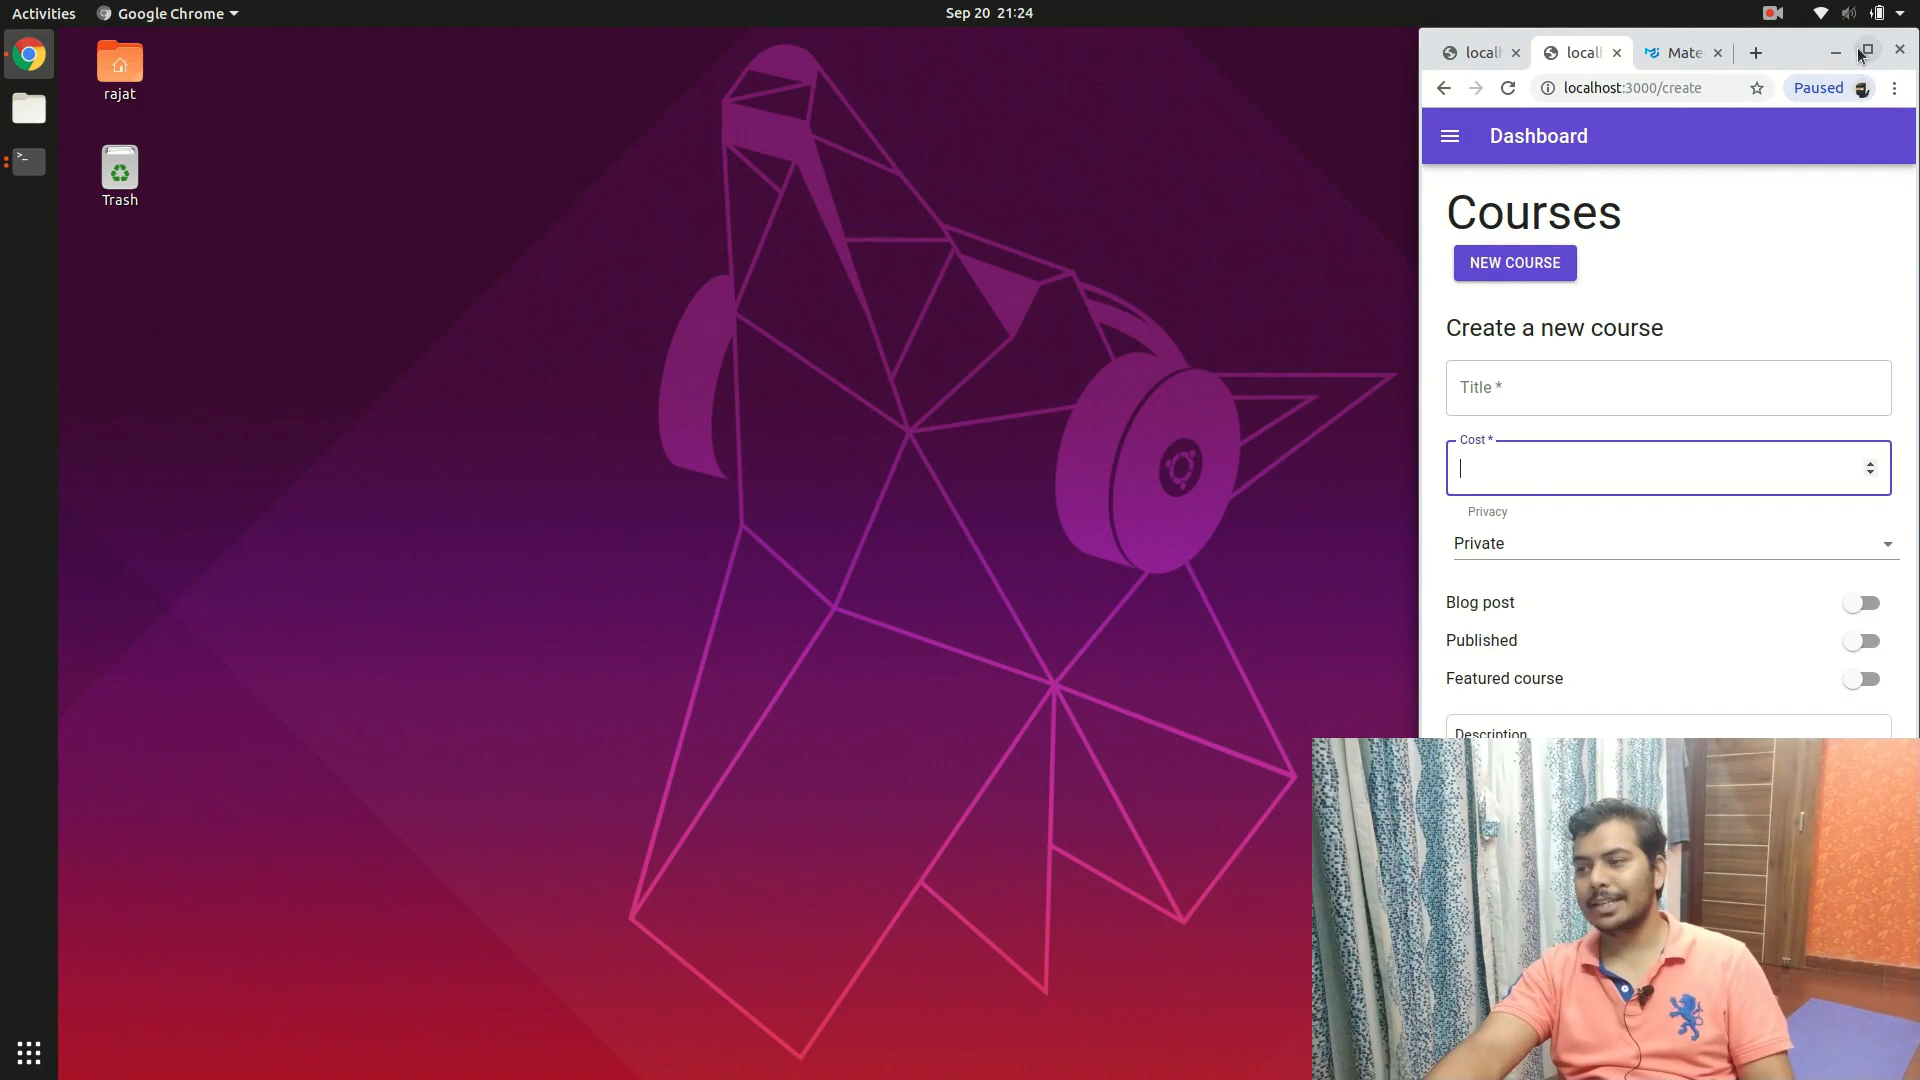 Activities
Google Chrome
Sep 20 21:24
rajat
Trash
>_
localh
localh
Mate
localhost:3000/create
Paused
Dashboard
Courses
NEW COURSE
Create a new course
Title *
Cost *
Privacy
Private
Blog post
Published
Featured course
Description